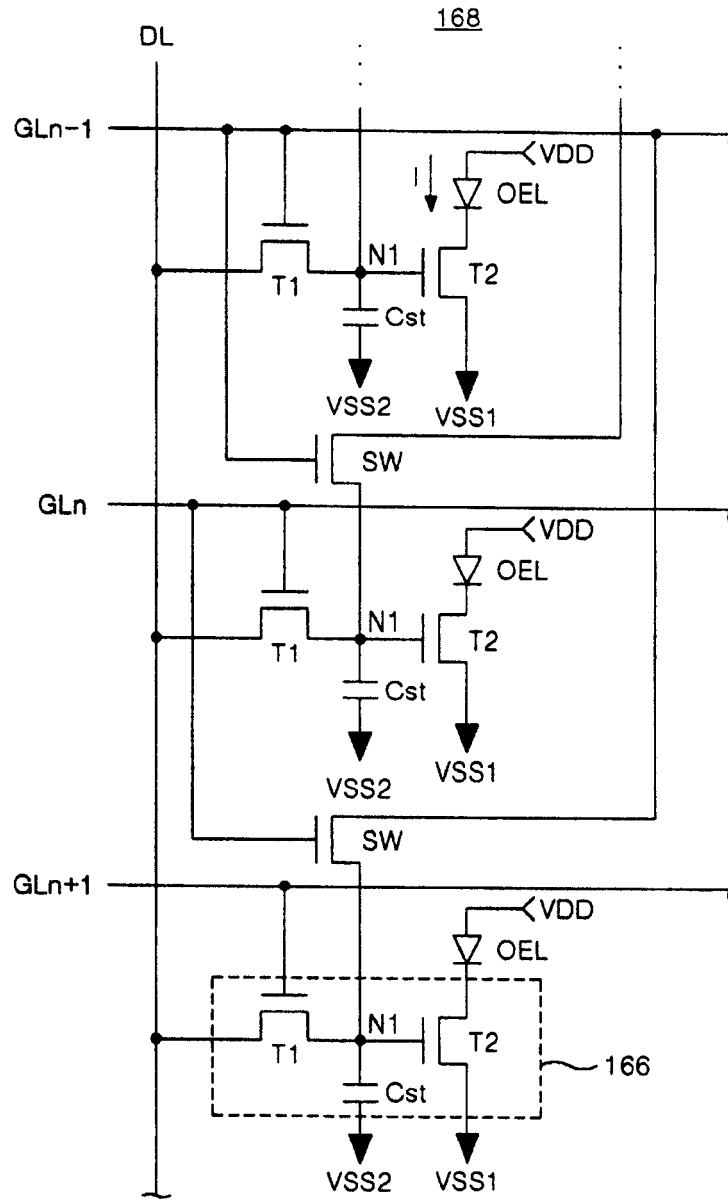 168
DL
GLn-1
VDD
I
OEL
N1
T1
T2
Cst
VSS2
VSS1
SW
GLn
VDD
OEL
N1
T1
T2
Cst
VSS1
VSS2
SW
GLn+1
VDD
OEL
N1
T1
T2
166
Cst
VSS2
VSS1